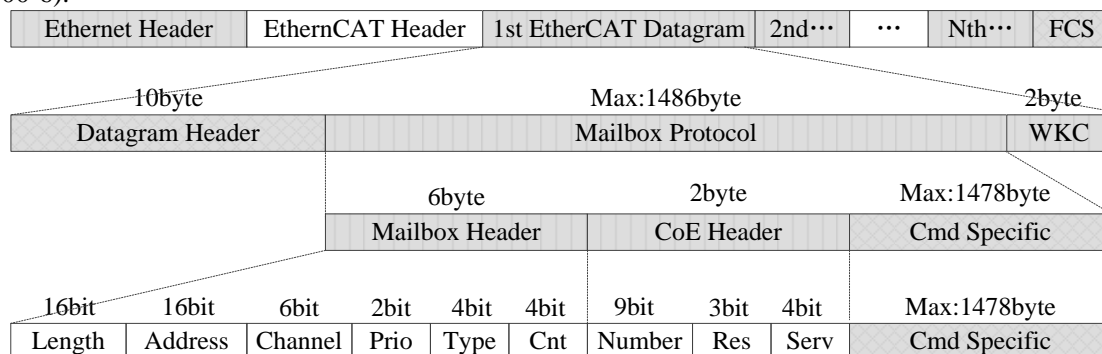 Ethernet Header EthernCAT Header 1st EtherCAT Datagram 2nd··· ··· Nth··· FCS
10byte Max:1486byte 2byte
Datagram Header Mailbox Protocol WKC
6byte 2byte Max:1478byte
Mailbox Header CoE Header Cmd Specific
16bit 16bit 6bit 2bit 4bit 4bit 9bit 3bit 4bit Max:1478byte
Length Address Channel Prio Type Cnt Number Res Serv Cmd Specific